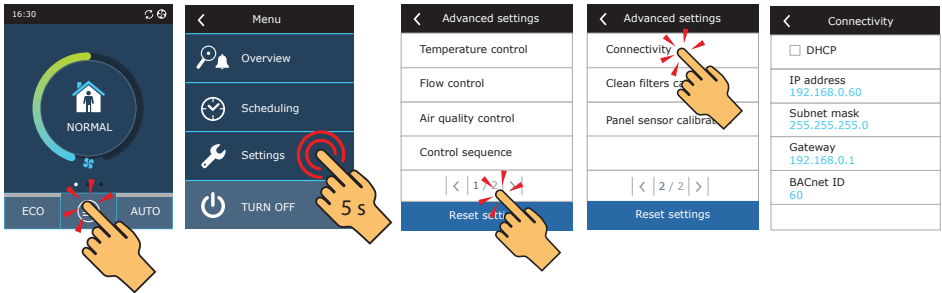 16:30
NORMAL
ECO
AUTO
Menu
Overview
Scheduling
Settings
TURN OFF
5 s
Advanced settings
Temperature control
Flow control
Air quality control
Control sequence
1 / 2
Reset
Advanced settings
Connectivity
Clean filters
Panel sensor
2 / 2
Reset settings
Connectivity
DHCP
IP address
192.168.0.60
Subnet mask
255.255.255.0
Gateway
192.168.0.1
BACnet ID
60